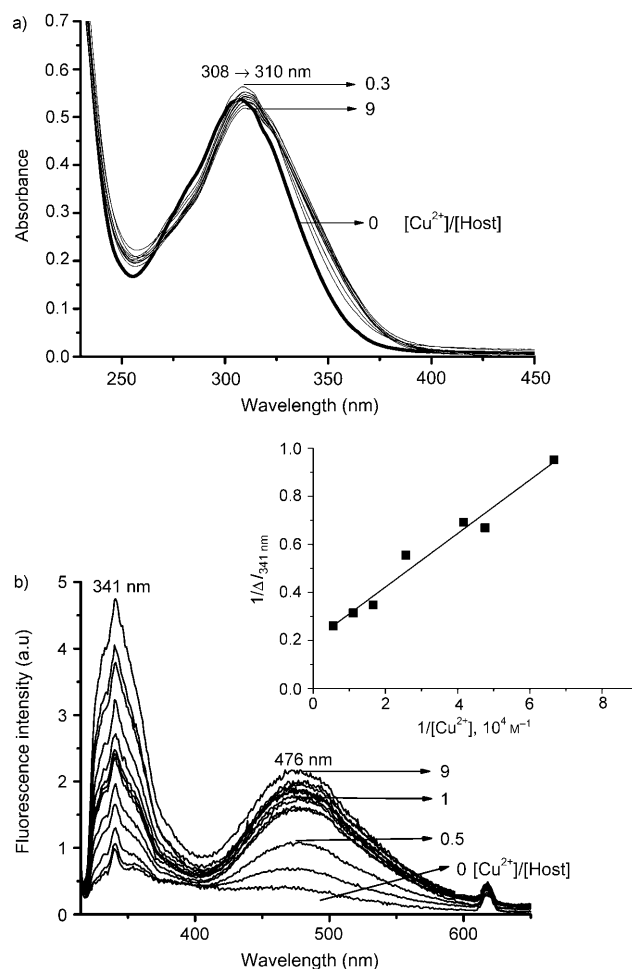 a)
0.7
0.6
0.5
0.4
0.3
0.2
0.1
0.0
Absorbance
308 → 310 nm
0.3
9
0 [Cu²⁺]/[Host]
250 300 350 400 450
Wavelength (nm)
1.0
0.8
0.6
0.4
0.2
0.0
1/ΔI₃₄₁ ₙₘ
0 2 4 6 8
1/[Cu²⁺], 10⁴ M⁻¹
b)
5
4
3
2
1
0
Fluorescence intensity (a.u)
341 nm
476 nm
9
1
0.5
0 [Cu²⁺]/[Host]
400 500 600
Wavelength (nm)